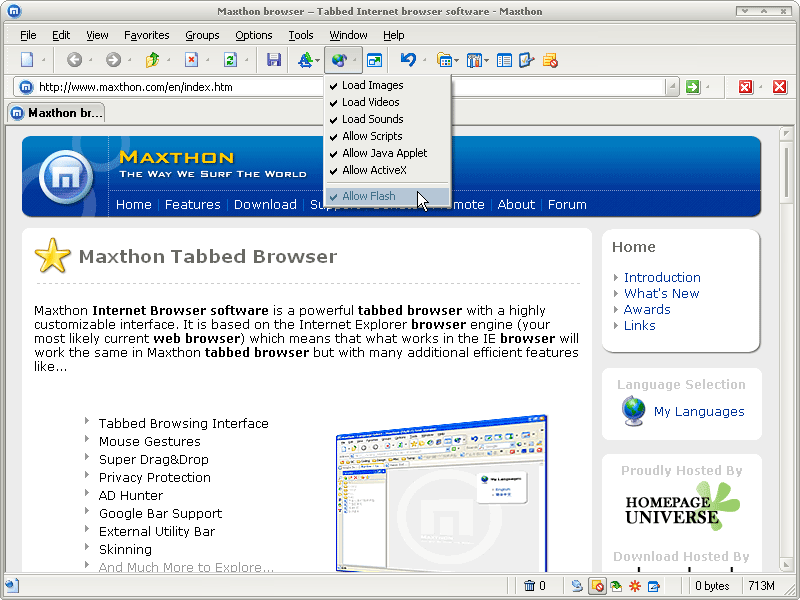 Maxthon browser – Tabbed Internet browser software - Maxthon
File Edit View Favorites Groups Options Tools Window Help
http://www.maxthon.com/en/index.htm
Load Images
Load Videos
Load Sounds
Allow Scripts
Allow Java Applet
Allow ActiveX
Allow Flash
Maxthon br...
MAXTHON
THE WAY WE SURF THE WORLD
Home Features Download About Forum
Maxthon Tabbed Browser
Maxthon Internet Browser software is a powerful tabbed browser with a highly
customizable interface. It is based on the Internet Explorer browser engine (your
most likely current web browser) which means that what works in the IE browser will
work the same in Maxthon tabbed browser but with many additional efficient features
like...
Tabbed Browsing Interface
Mouse Gestures
Super Drag&Drop
Privacy Protection
AD Hunter
Google Bar Support
External Utility Bar
Skinning
And Much More to Explore...
Home
Introduction
What's New
Awards
Links
Language Selection
My Languages
Proudly Hosted By
HOMEPAGE
UNIVERSE
Download Hosted By
My Languages
0
0 bytes
713M